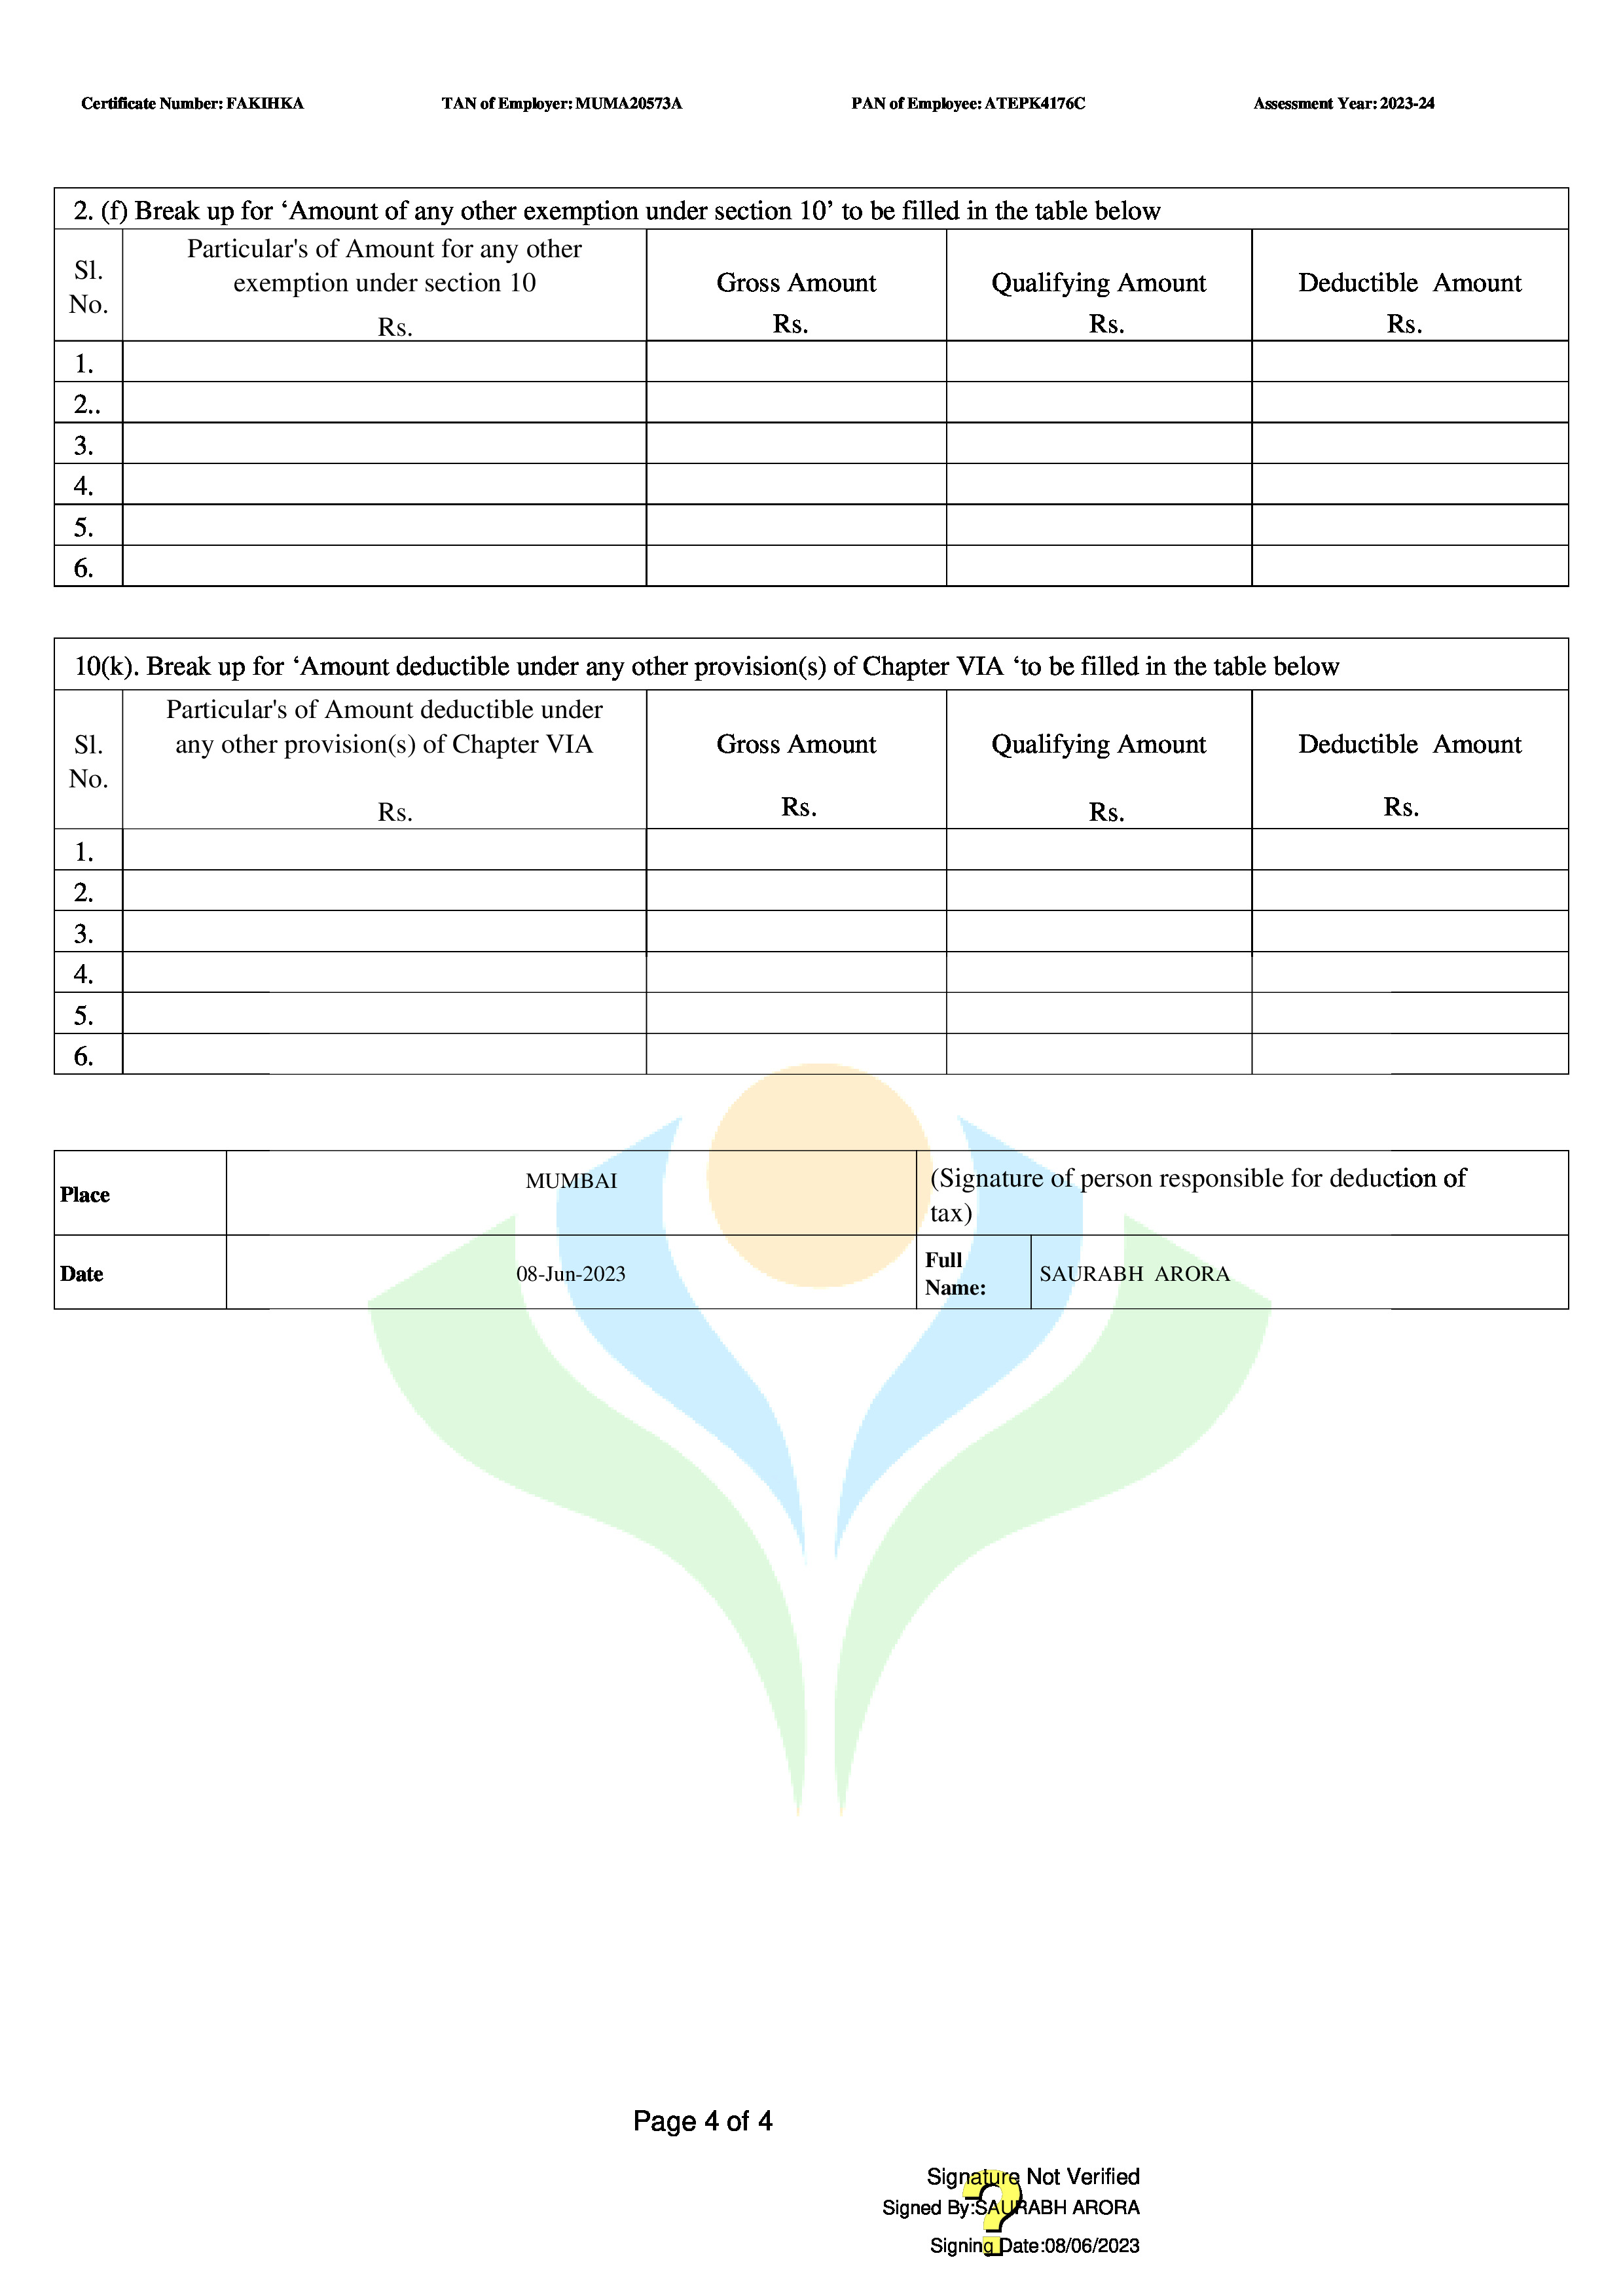 Certificate Number: FAKIHKA TAN of Employer: MUMA20573A PAN of Employee: ATEPK4176C Assessment Year: 2023-24
2. (f) Break up for ‘Amount of any other exemption under section 10’ to be filled in the table below
Sl. No. Particular's of Amount for any other exemption under section 10 Rs. Gross Amount Rs. Qualifying Amount Rs. Deductible Amount Rs.
1.
2..
3.
4.
5.
6.
10(k). Break up for ‘Amount deductible under any other provision(s) of Chapter VIA ‘to be filled in the table below
Sl. No. Particular's of Amount deductible under any other provision(s) of Chapter VIA Rs. Gross Amount Rs. Qualifying Amount Rs. Deductible Amount Rs.
1.
2.
3.
4.
5.
6.
Place MUMBAI (Signature of person responsible for deduction of tax)
Date 08-Jun-2023 Full Name: SAURABH ARORA
Page 4 of 4
Signature Not Verified
Signed By:SAURABH ARORA
Signing Date:08/06/2023